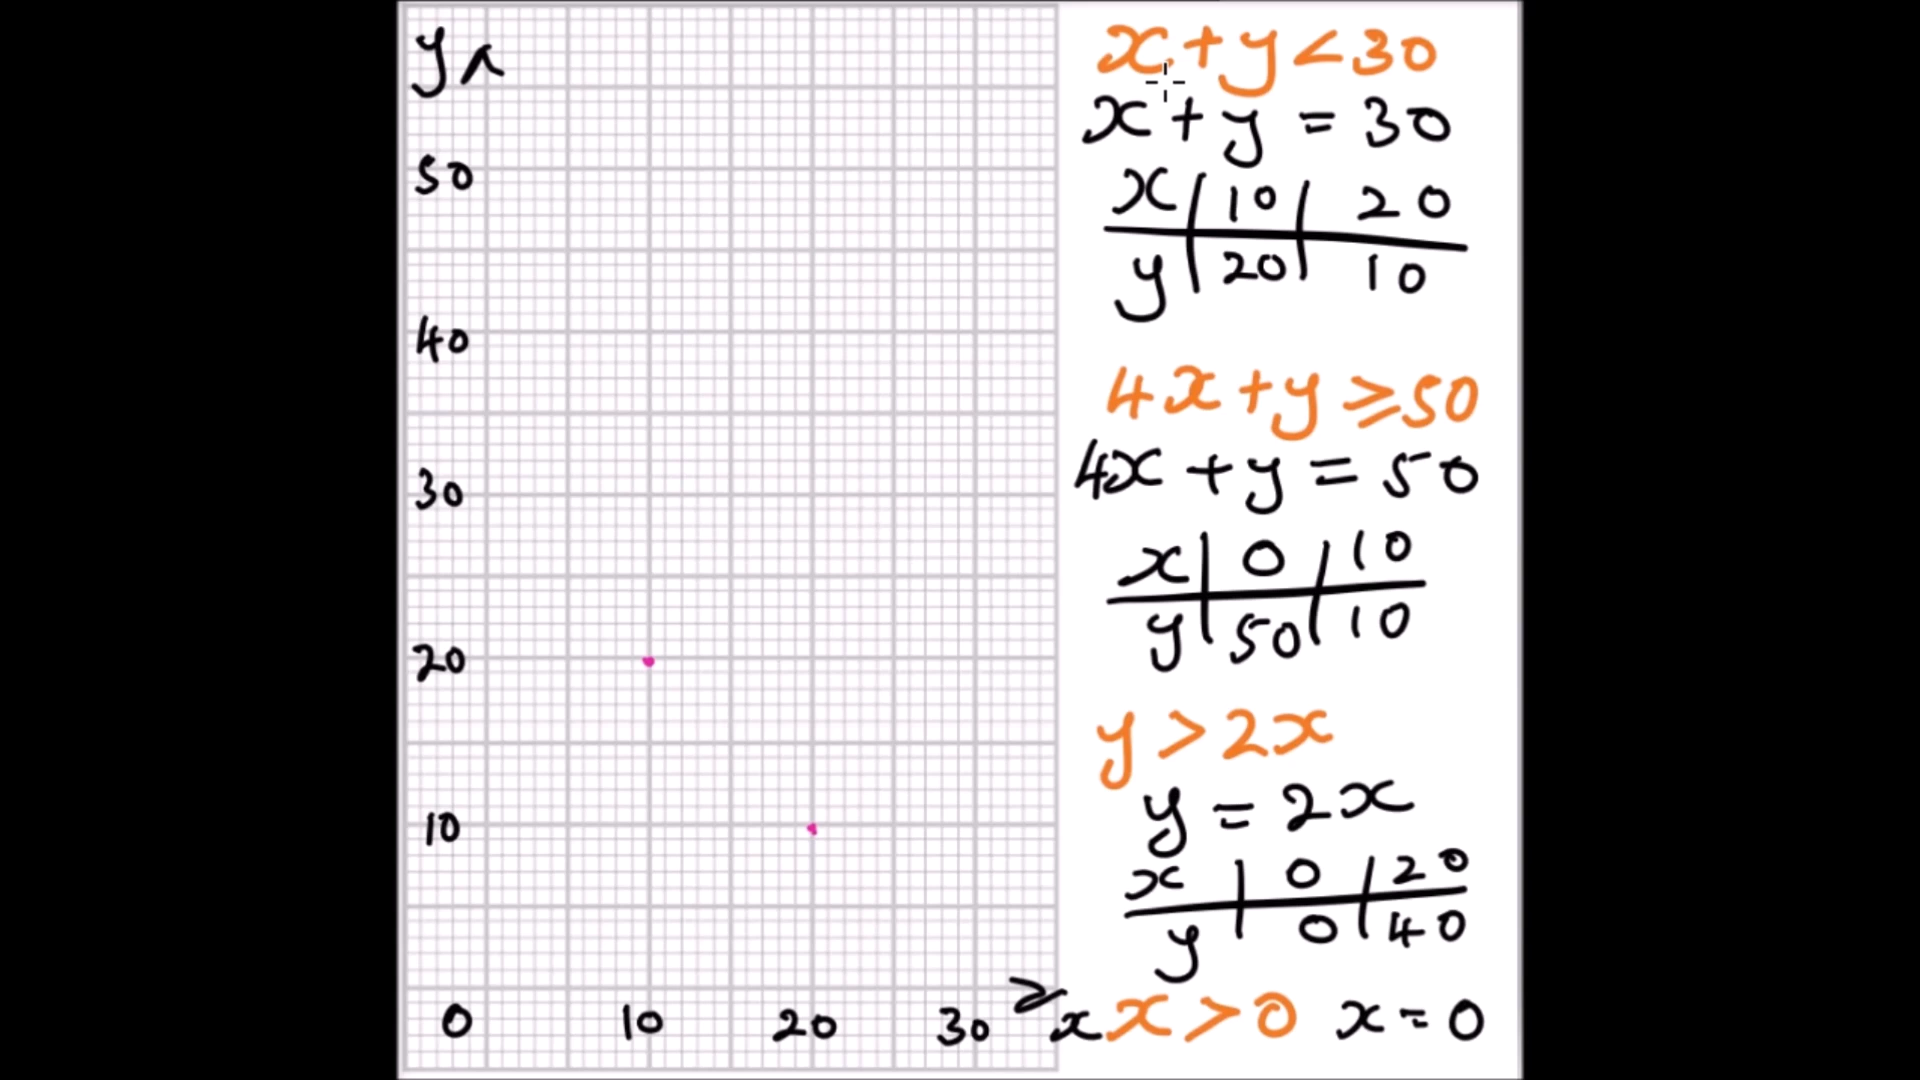 y
50
40
30
20
10
0 10 20 30 x
x+y<30
x+y=30
x | 10 | 20
y | 20 | 10
4x+y⩾50
4x+y=50
x | 0 | 10
y | 50 | 10
y>2x
y=2x
x | 0 | 20
y | 0 | 40
x>0 x=0